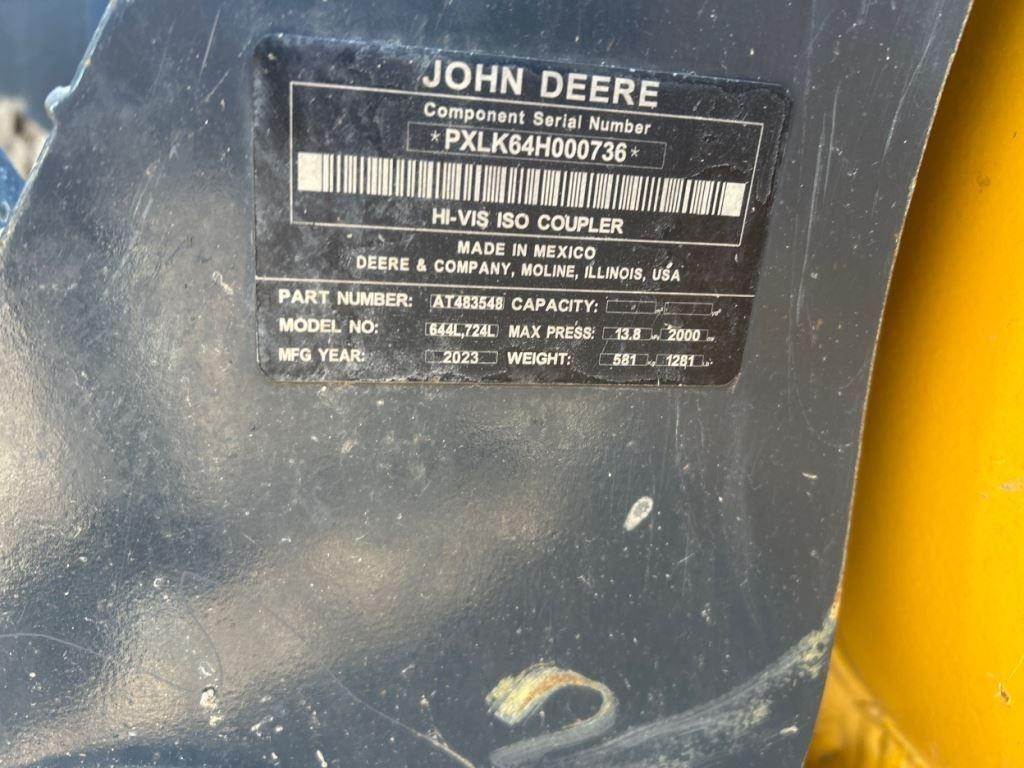 JOHN DEERE
Component Serial Number
*PXLK64H000736*
HI-VIS ISO COUPLER
MADE IN MEXICO
DEERE & COMPANY, MOLINE, ILLINOIS, USA
PART NUMBER: AT483548 CAPACITY:
MODEL NO: 644L,724L MAX PRESS: 13.8 2000
MFG YEAR: 2023 WEIGHT: 581 1281